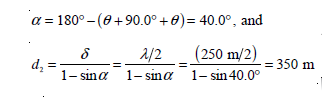 α = 180° – (θ + 90.0° + θ) = 40.0°, and
d₂ = δ / (1 – sin α) = (λ/2) / (1 – sin α) = (250 m/2) / (1 – sin 40.0°) = 350 m